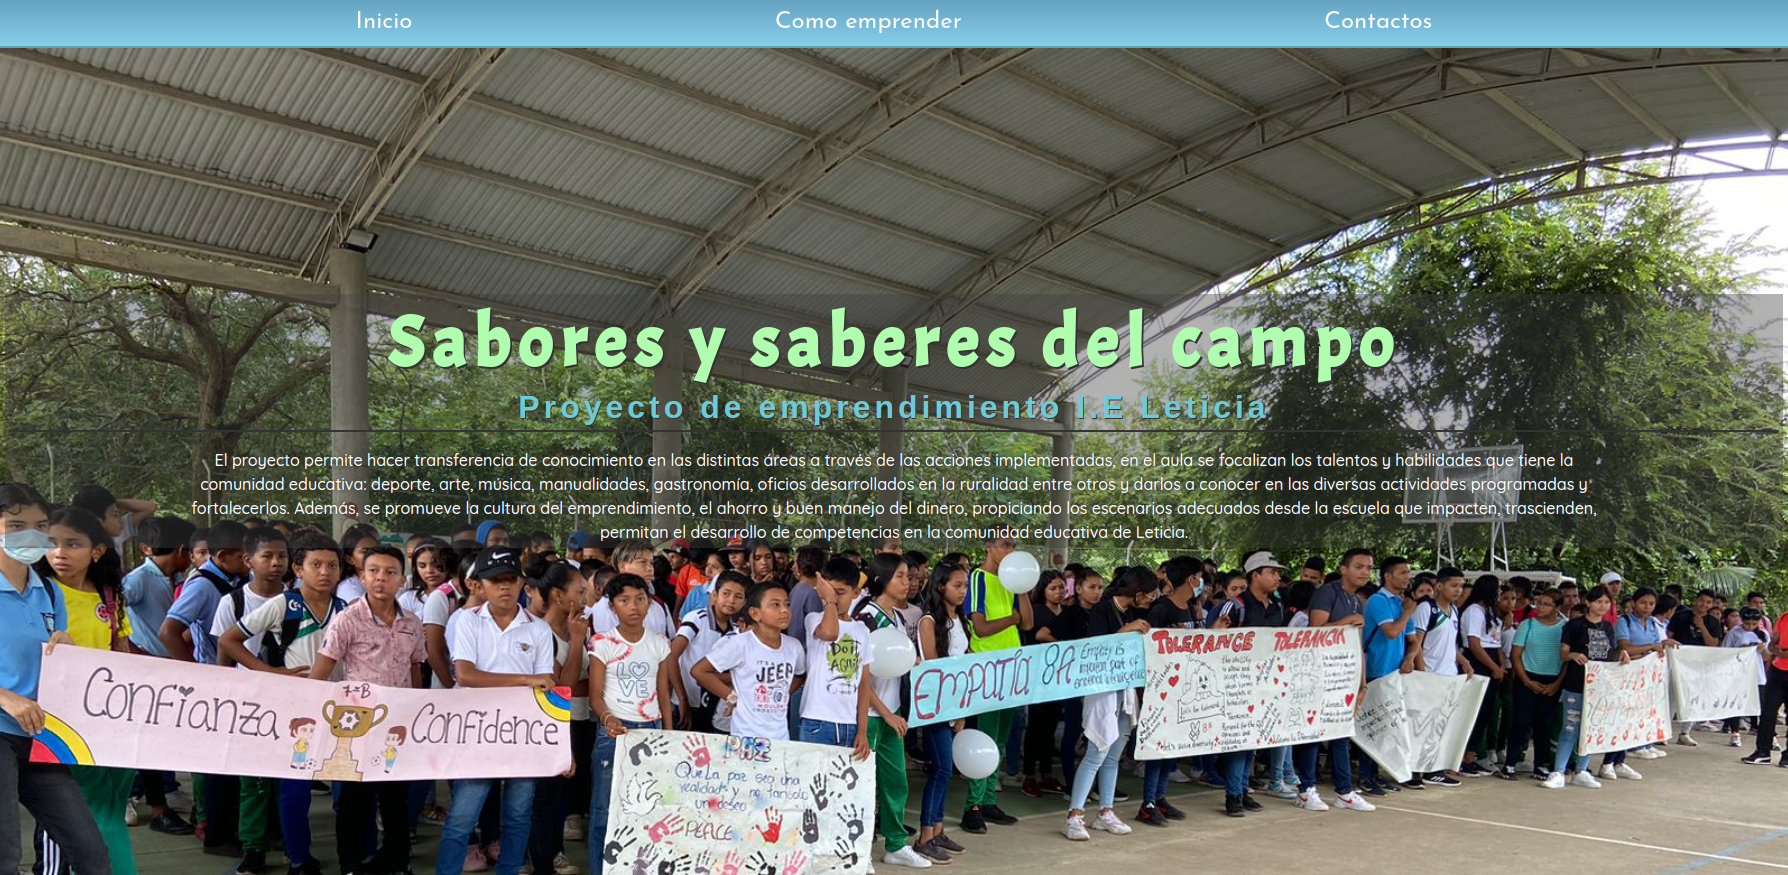 Inicio
Como emprender
Contactos
Sabores y saberes del campo
Proyecto de emprendimiento I.E Leticia
El proyecto permite hacer transferencia de conocimiento en las distintas áreas a través de las acciones implementadas, en el aula se focalizan los talentos y habilidades que tiene la
comunidad educativa: deporte, arte, música, manualidades, gastronomía, oficios desarrollados en la ruralidad entre otros y darlos a conocer en las diversas actividades programadas y
fortalecerlos. Además, se promueve la cultura del emprendimiento, el ahorro y buen manejo del dinero, propiciando los escenarios adecuados desde la escuela que impacten, trascienden,
permitan el desarrollo de competencias en la comunidad educativa de Leticia.
Confianza
7=B
Confidence
LOVE
JEEP
Do it
Again
EMPATÍA 8A
Empathy is
important part of
TOLERANCE
TOLERANCIA
PAZ
Que La paz sea una
realidad y no tan solo
un deseo
PEACE